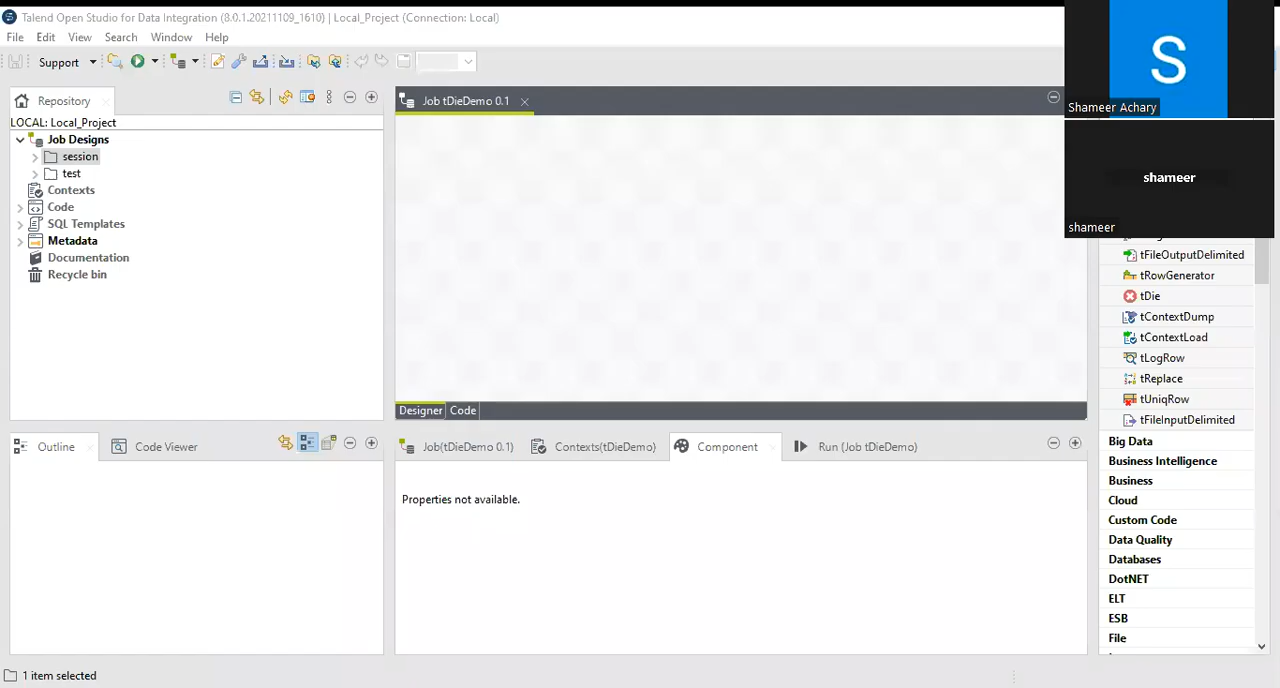 Talend Open Studio for Data Integration (8.0.1.20211109_1610) | Local_Project (Connection: Local)
File Edit View Search Window Help
Support
Repository
LOCAL: Local_Project
Job Designs
session
test
Contexts
Code
SQL Templates
Metadata
Documentation
Recycle bin
Job tDieDemo 0.1
Designer Code
S
Shameer Achary
shameer
shameer
tFileOutputDelimited
tRowGenerator
tDie
tContextDump
tContextLoad
tLogRow
tReplace
tUniqRow
tFileInputDelimited
Big Data
Business Intelligence
Business
Cloud
Custom Code
Data Quality
Databases
DotNET
ELT
ESB
File
Outline Code Viewer
Job(tDieDemo 0.1) Contexts(tDieDemo) Component Run (Job tDieDemo)
Properties not available.
1 item selected